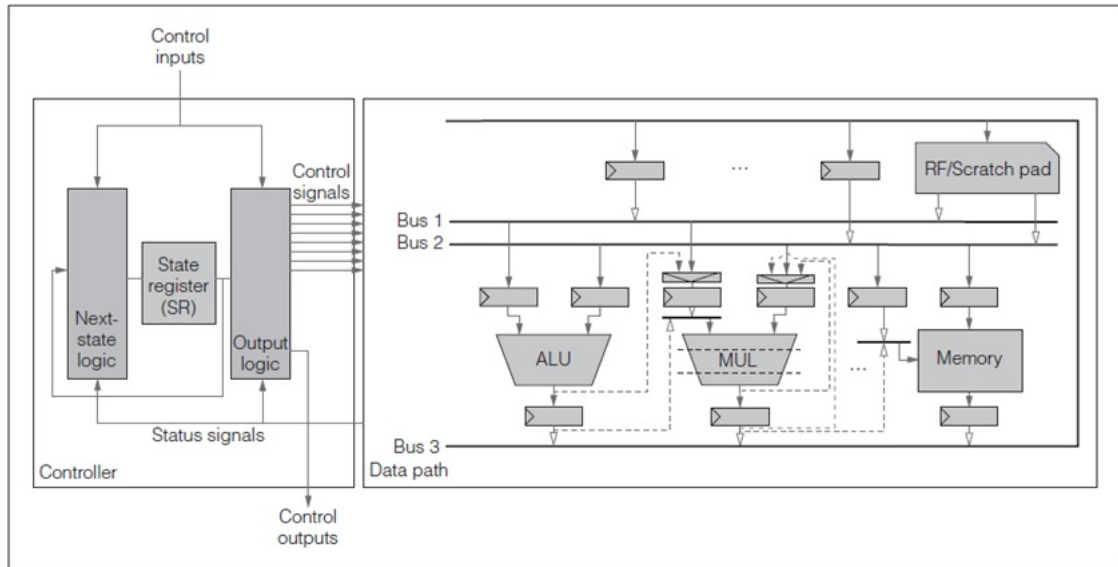 Control
inputs
Control
signals
RF/Scratch pad
...
Bus 1
Bus 2
State
register
(SR)
Next-
state
logic
Output
logic
ALU
MUL
...
Memory
Status signals
Bus 3
Controller
Data path
Control
outputs